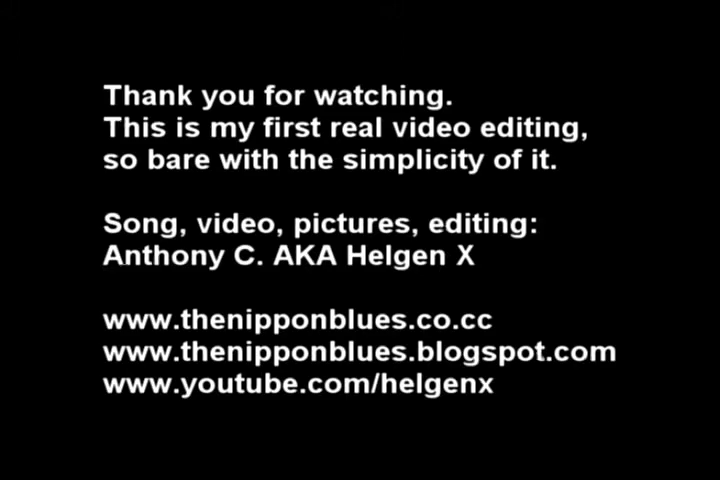 Thank you for watching.
This is my first real video editing,
so bare with the simplicity of it.
Song, video, pictures, editing:
Anthony C. AKA Helgen X
www.thenipponblues.co.cc
www.thenipponblues.blogspot.com
www.youtube.com/helgenx